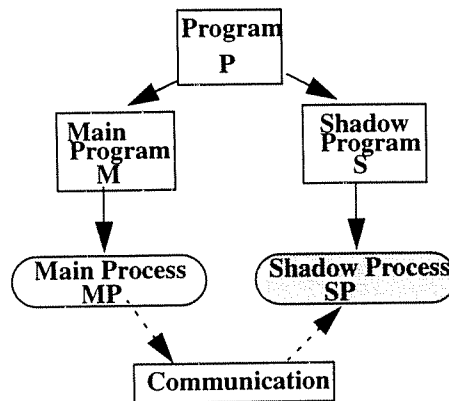 Program
P
Main
Program
M
Shadow
Program
S
Main Process
MP
Shadow Process
SP
Communication